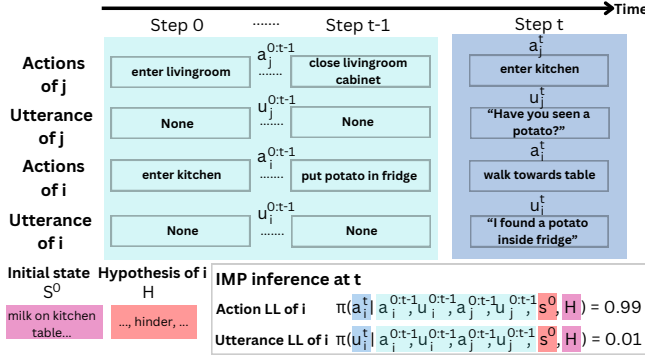 Time
Step 0 ........ Step t-1 Step t
Actions of j
a_j^{0:t-1}
enter livingroom ....... close livingroom cabinet
a_j^t
enter kitchen
Utterance of j
u_j^{0:t-1}
None ....... None
u_j^t
“Have you seen a potato?”
Actions of i
a_i^{0:t-1}
enter kitchen ....... put potato in fridge
a_i^t
walk towards table
Utterance of i
u_i^{0:t-1}
None ....... None
u_i^t
“I found a potato inside fridge”
Initial state Hypothesis of i
S^0 H
milk on kitchen table...
..., hinder, ...
IMP inference at t
Action LL of i π(a_i^t| a_i^{0:t-1},u_i^{0:t-1},a_j^{0:t-1},u_j^{0:t-1},s^0,H) = 0.99
Utterance LL of i π(u_i^t| a_i^{0:t-1},u_i^{0:t-1},a_j^{0:t-1},u_j^{0:t-1},s^0,H) = 0.01